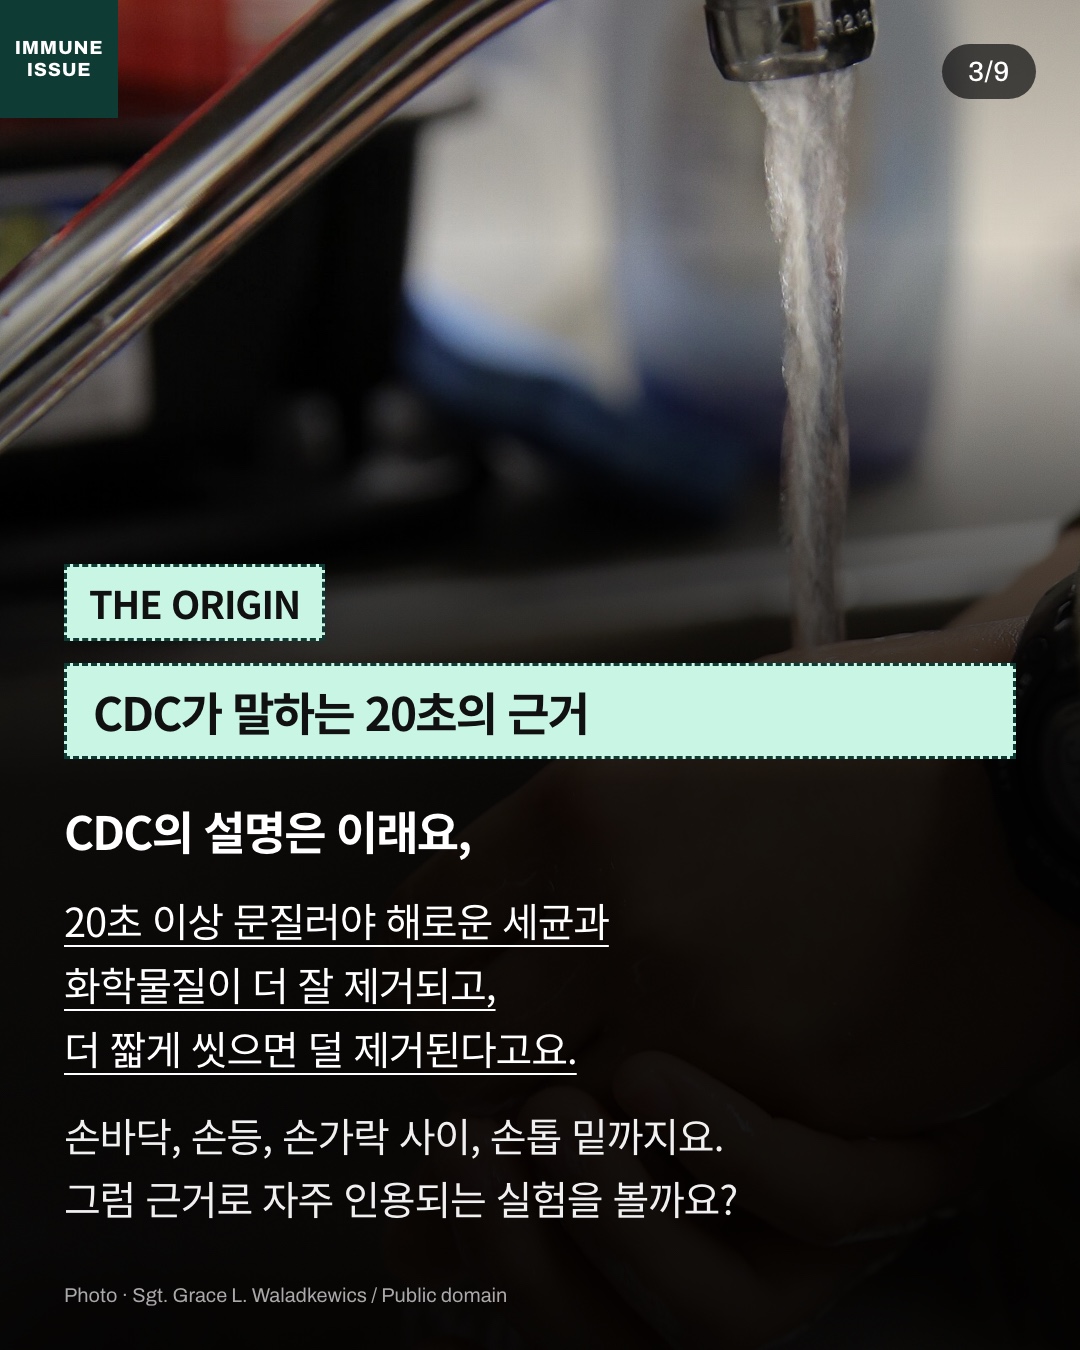 IMMUNE
ISSUE
3/9
THE ORIGIN
CDC가 말하는 20초의 근거
CDC의 설명은 이래요,
20초 이상 문질러야 해로운 세균과
화학물질이 더 잘 제거되고,
더 짧게 씻으면 덜 제거된다고요.
손바닥, 손등, 손가락 사이, 손톱 밑까지요.
그럼 근거로 자주 인용되는 실험을 볼까요?
Photo · Sgt. Grace L. Waladkewics / Public domain